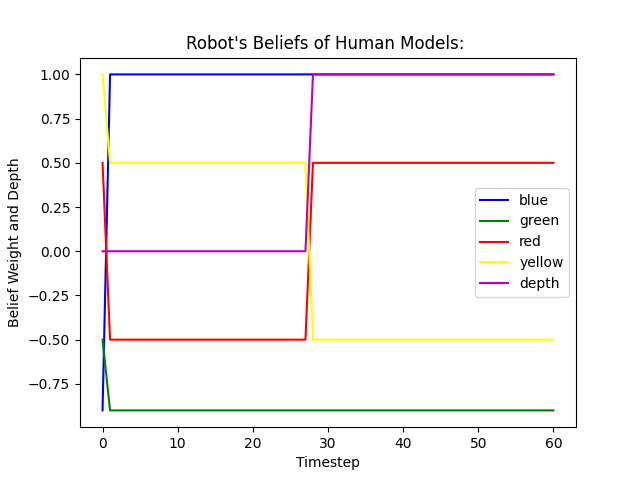 Robot's Beliefs of Human Models:
Belief Weight and Depth
1.00
0.75
0.50
0.25
0.00
−0.25
−0.50
−0.75
0
10
20
30
40
50
60
Timestep
blue
green
red
yellow
depth